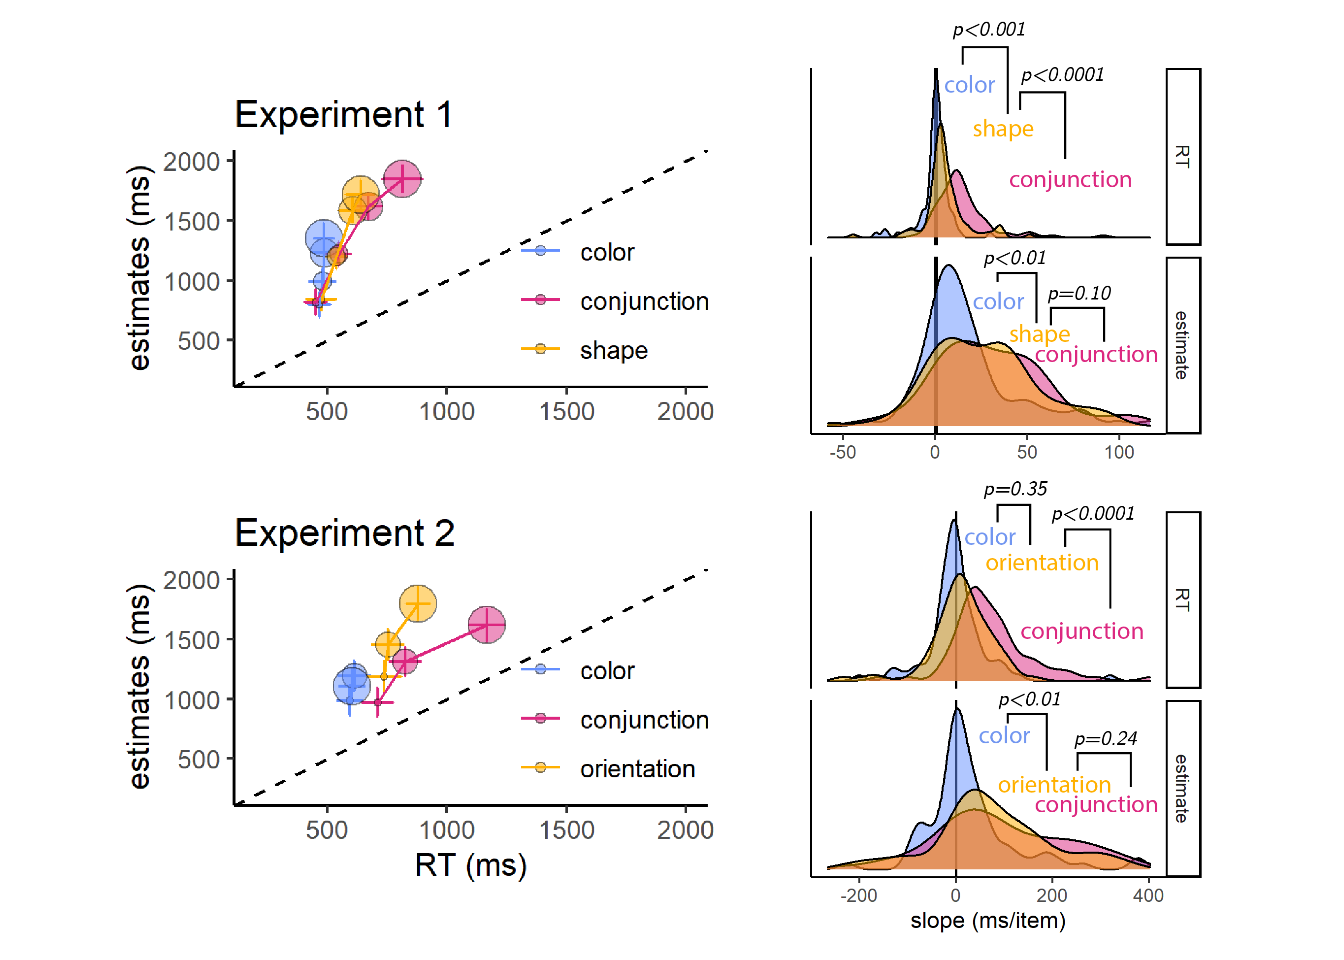 Experiment 1
estimates (ms)
2000
1500
1000
500
color
conjunction
shape
500
1000
1500
2000
p<0.001
p<0.0001
color
shape
conjunction
RT
p<0.01
p=0.10
color
shape
conjunction
estimate
-50
0
50
100
Experiment 2
estimates (ms)
2000
1500
1000
500
color
conjunction
orientation
500
1000
1500
2000
RT (ms)
p=0.35
p<0.0001
color
orientation
conjunction
RT
p<0.01
p=0.24
color
orientation
conjunction
estimate
-200
0
200
400
slope (ms/item)